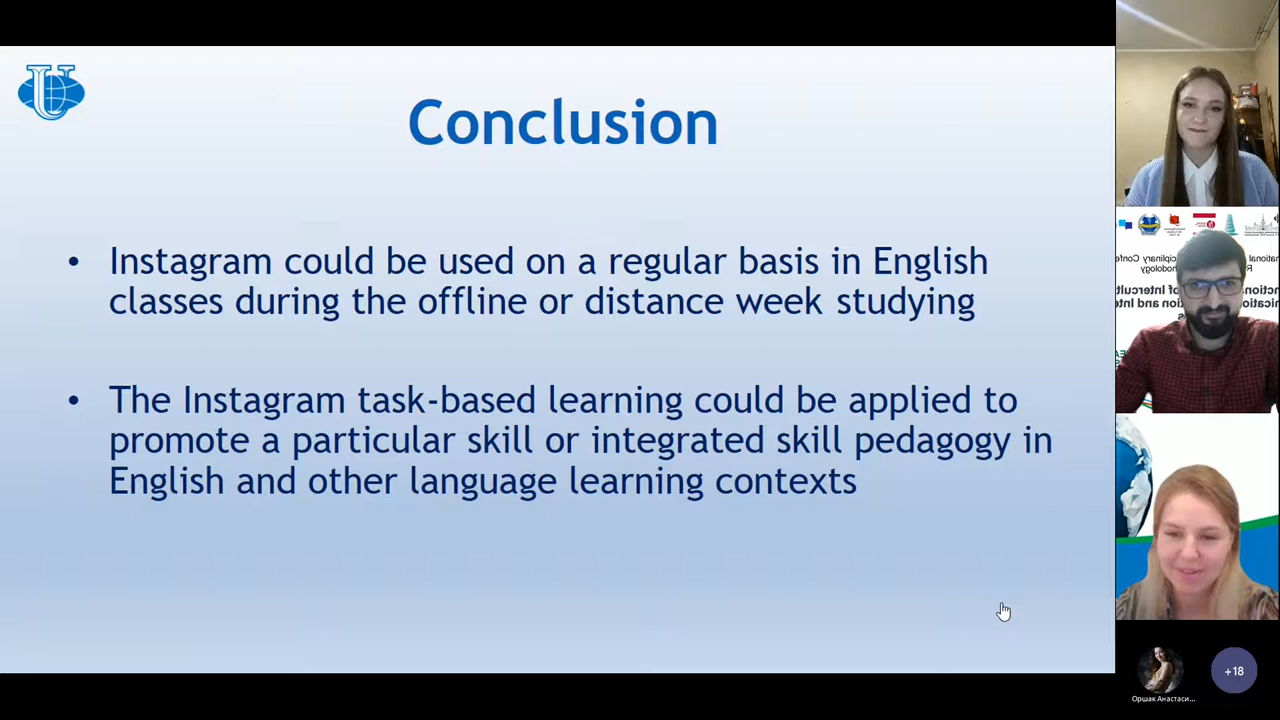 Conclusion
• Instagram could be used on a regular basis in English
classes during the offline or distance week studying
• The Instagram task-based learning could be applied to
promote a particular skill or integrated skill pedagogy in
English and other language learning contexts
Оршак Анастаси...
+18